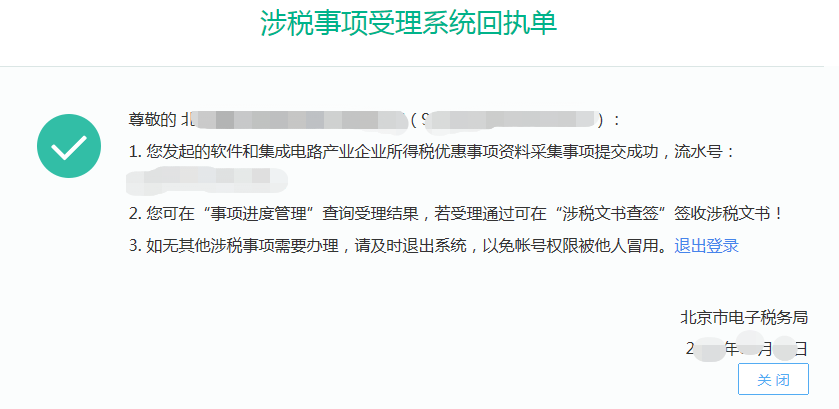 涉税事项受理系统回执单
尊敬的 北（9）：
1. 您发起的软件和集成电路产业企业所得税优惠事项资料采集事项提交成功，流水号：
2. 您可在“事项进度管理”查询受理结果，若受理通过可在“涉税文书查签”签收涉税文书！
3. 如无其他涉税事项需要办理，请及时退出系统，以免帐号权限被他人冒用。退出登录
北京市电子税务局
2年月日
关 闭